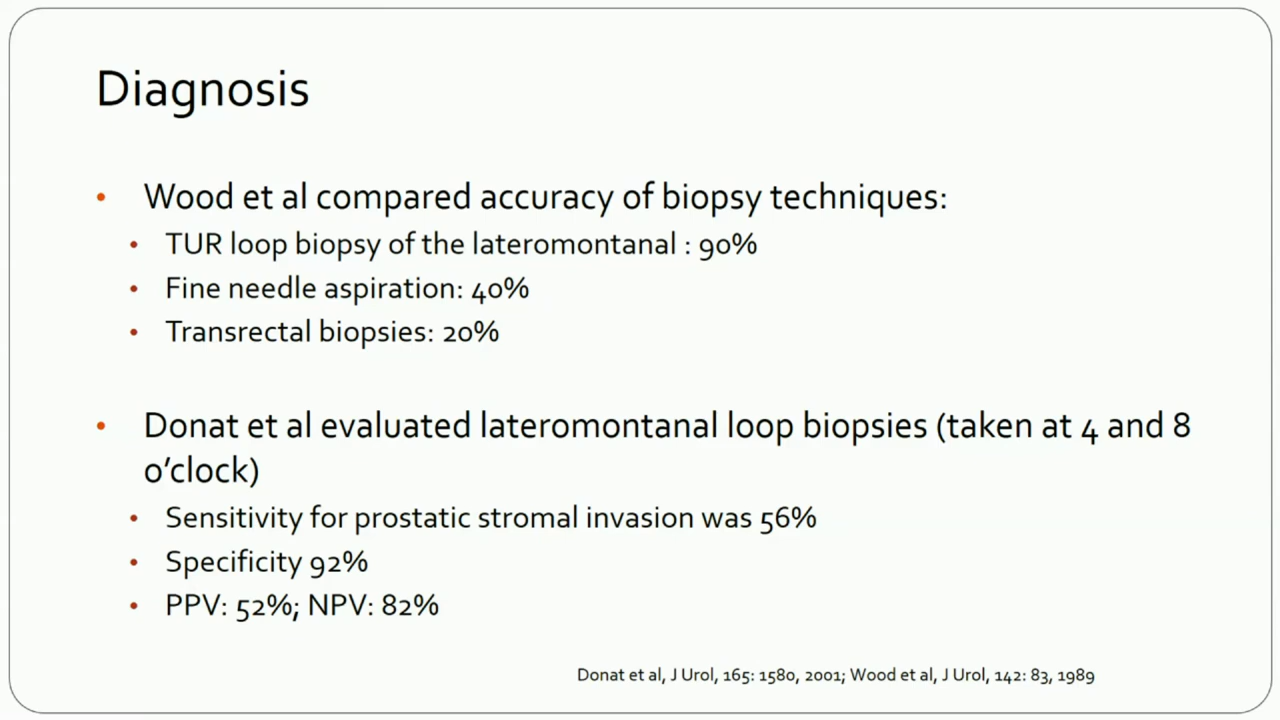 Diagnosis
• Wood et al compared accuracy of biopsy techniques:
• TUR loop biopsy of the lateromontanal : 90%
• Fine needle aspiration: 40%
• Transrectal biopsies: 20%
• Donat et al evaluated lateromontanal loop biopsies (taken at 4 and 8
o’clock)
• Sensitivity for prostatic stromal invasion was 56%
• Specificity 92%
• PPV: 52%; NPV: 82%
Donat et al, J Urol, 165: 1580, 2001; Wood et al, J Urol, 142: 83, 1989